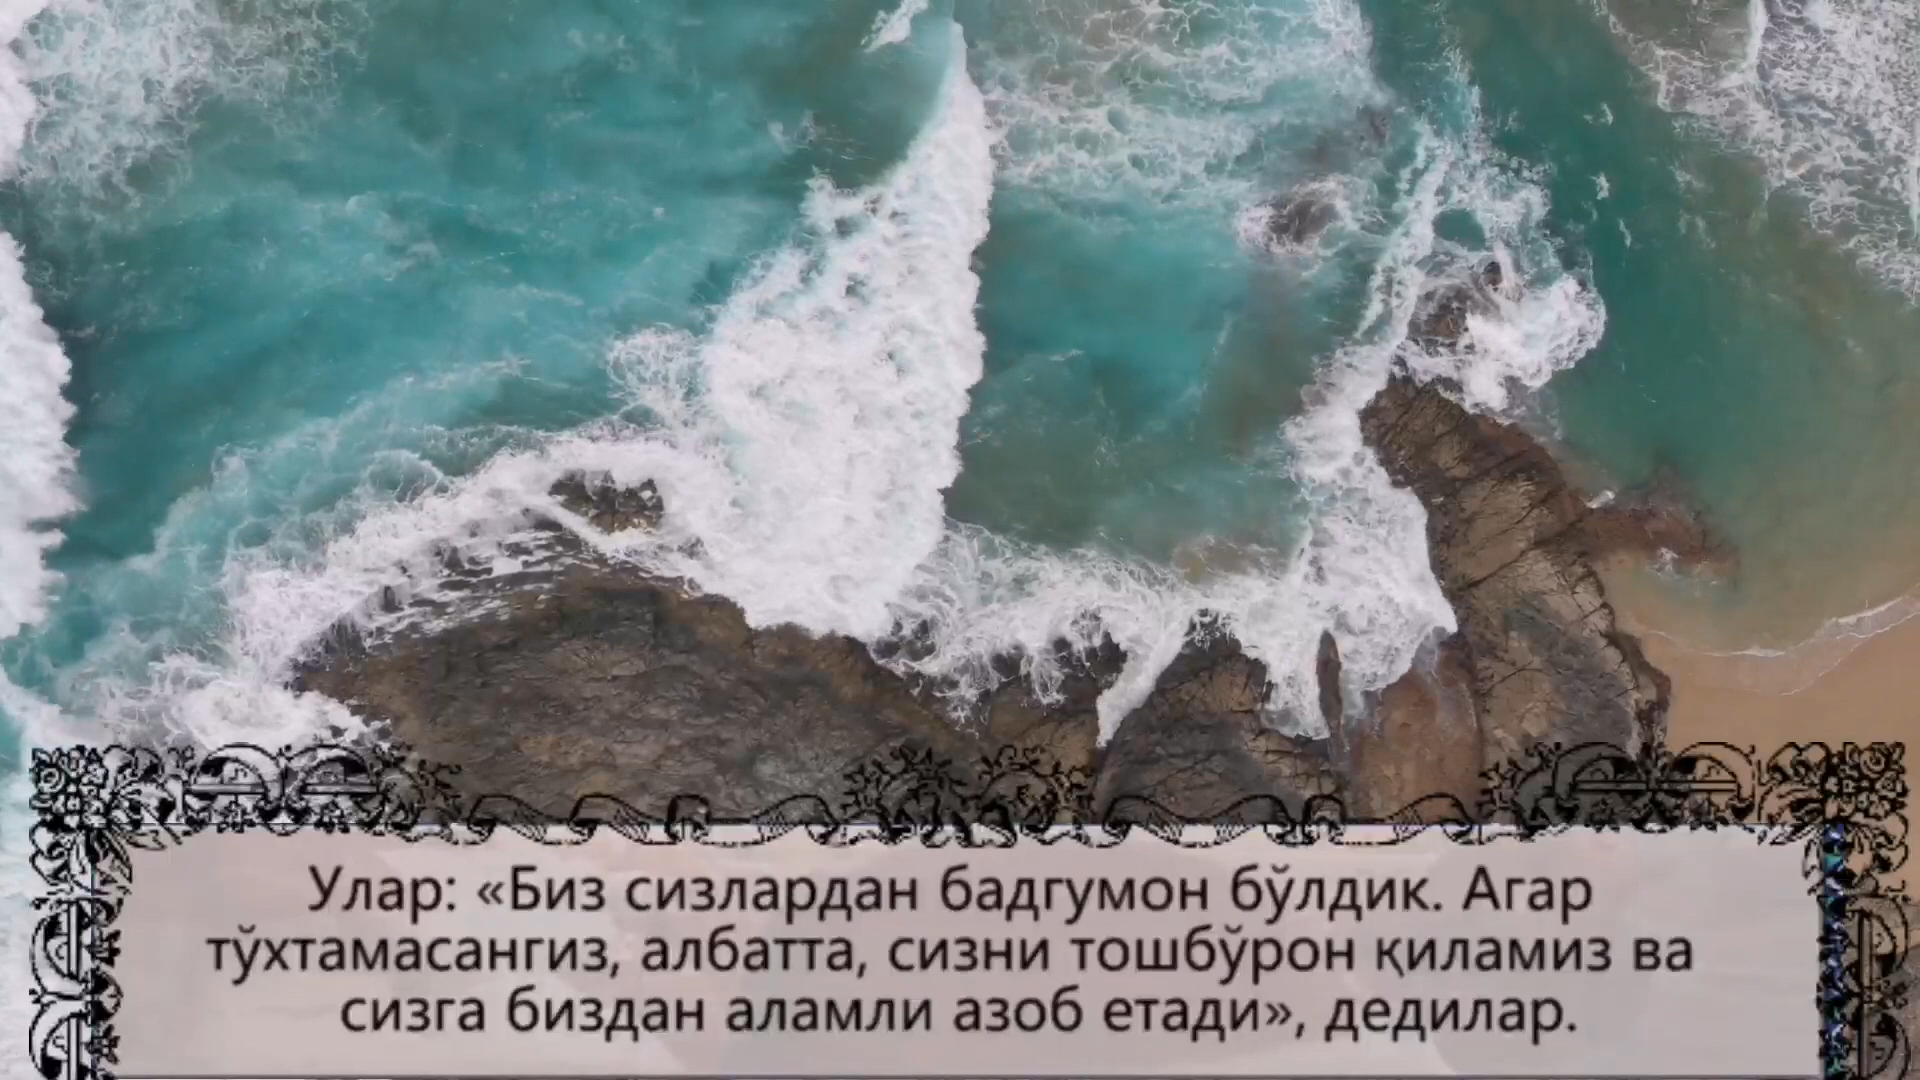 Улар: «Биз сизлардан бадгумон бўлдик. Агар
тўхтамасангиз, албатта, сизни тошбўрон қиламиз ва
сизга биздан аламли азоб етади», дедилар.